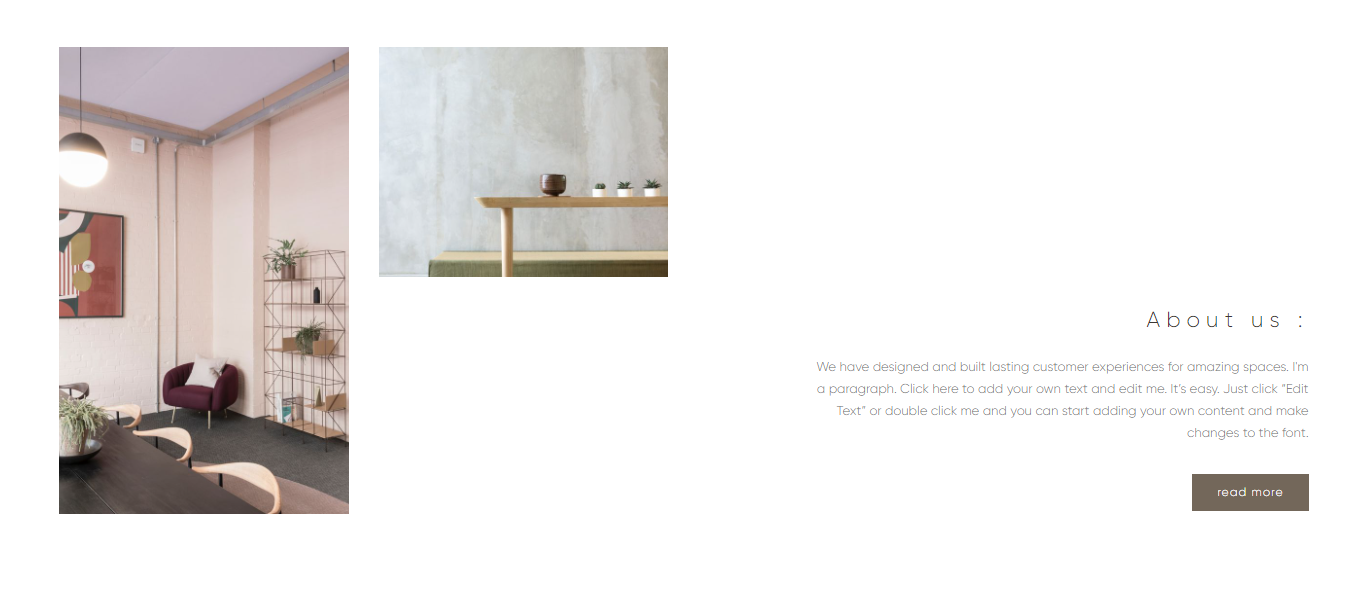 About us :
We have designed and built lasting customer experiences for amazing spaces. I'm
a paragraph. Click here to add your own text and edit me. It's easy. Just click "Edit
Text" or double click me and you can start adding your own content and make
changes to the font.
read more